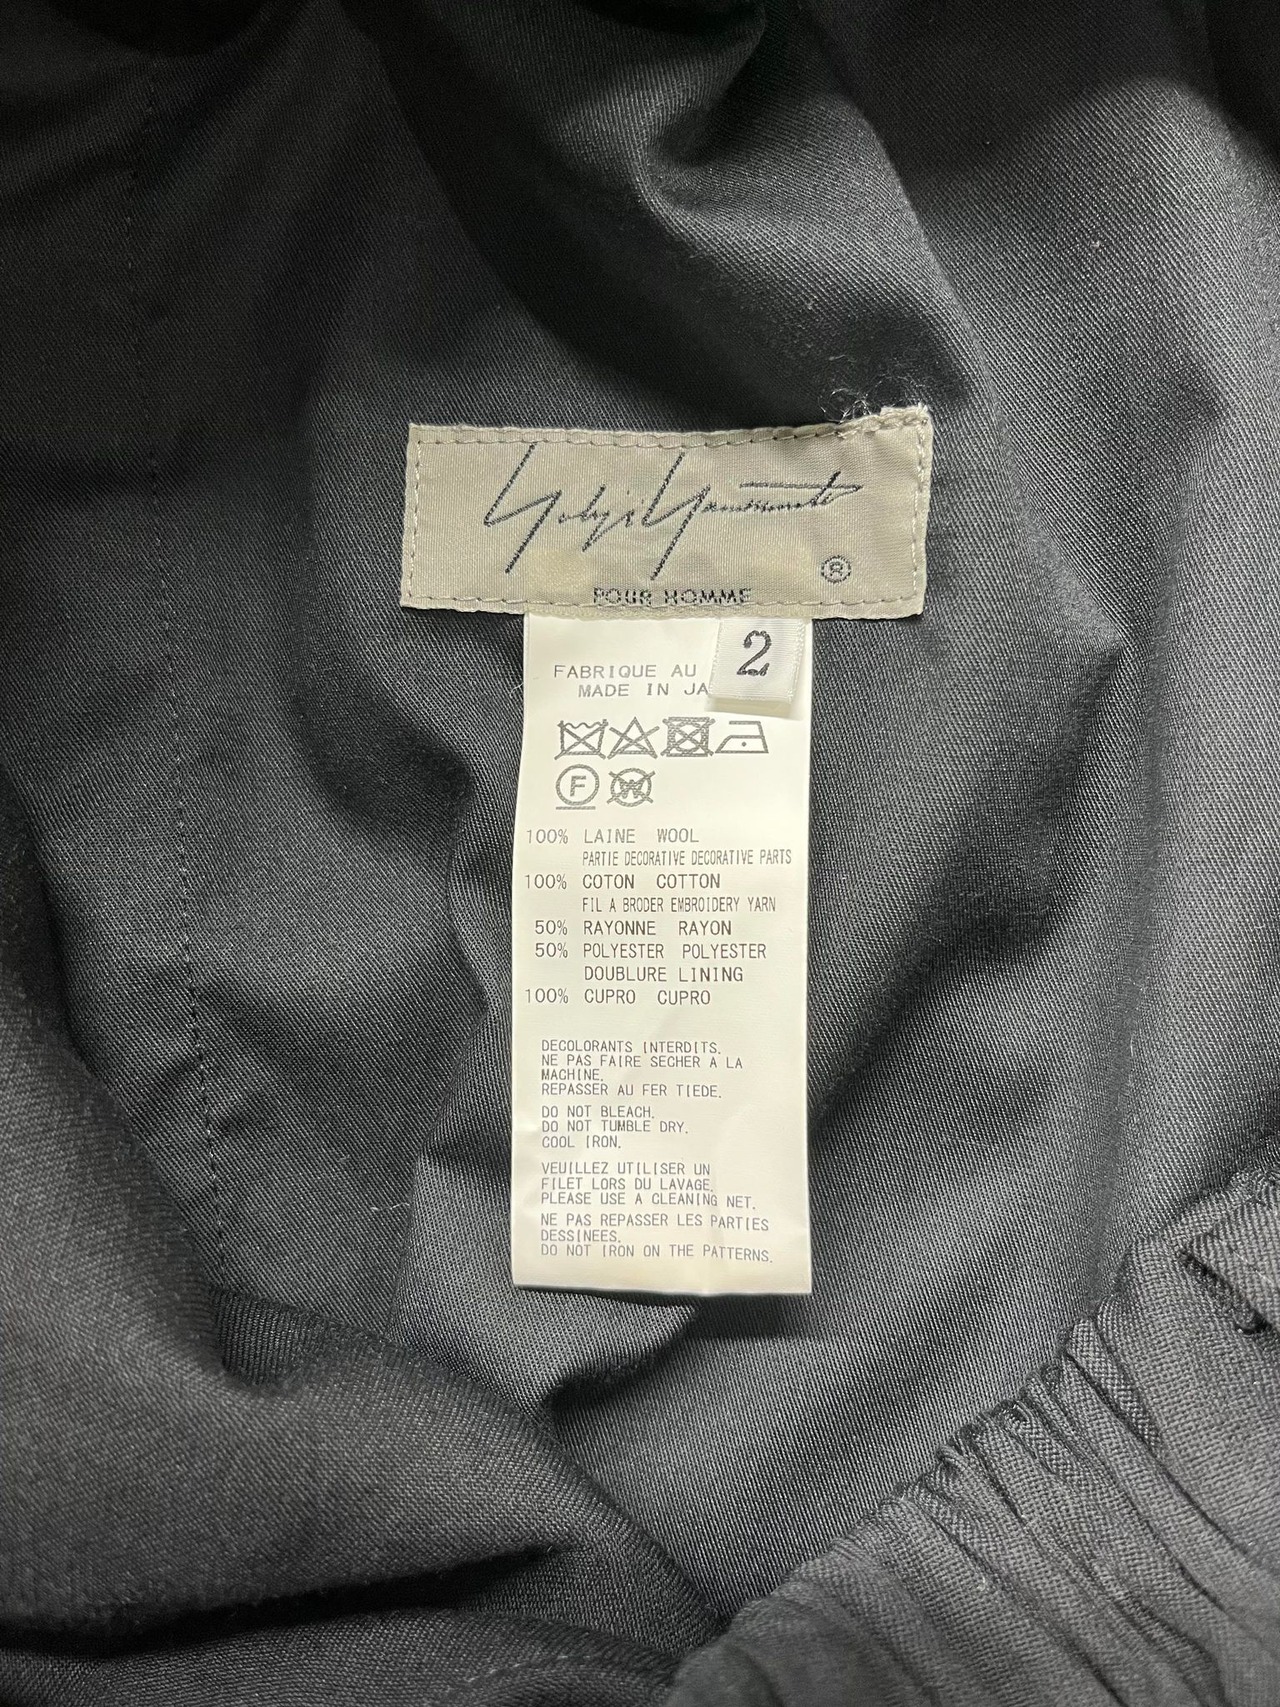 Yohji Yamamoto
®
POUR HOMME
2
FABRIQUE AU
MADE IN JA
F
W
100% LAINE WOOL
PARTIE DECORATIVE DECORATIVE PARTS
100% COTON COTTON
FIL A BRODER EMBROIDERY YARN
50% RAYONNE RAYON
50% POLYESTER POLYESTER
DOUBLURE LINING
100% CUPRO CUPRO
DECOLORANTS INTERDITS.
NE PAS FAIRE SECHER A LA
MACHINE.
REPASSER AU FER TIEDE.
DO NOT BLEACH.
DO NOT TUMBLE DRY.
COOL IRON.
VEUILLEZ UTILISER UN
FILET LORS DU LAVAGE.
PLEASE USE A CLEANING NET.
NE PAS REPASSER LES PARTIES
DESSINEES.
DO NOT IRON ON THE PATTERNS.